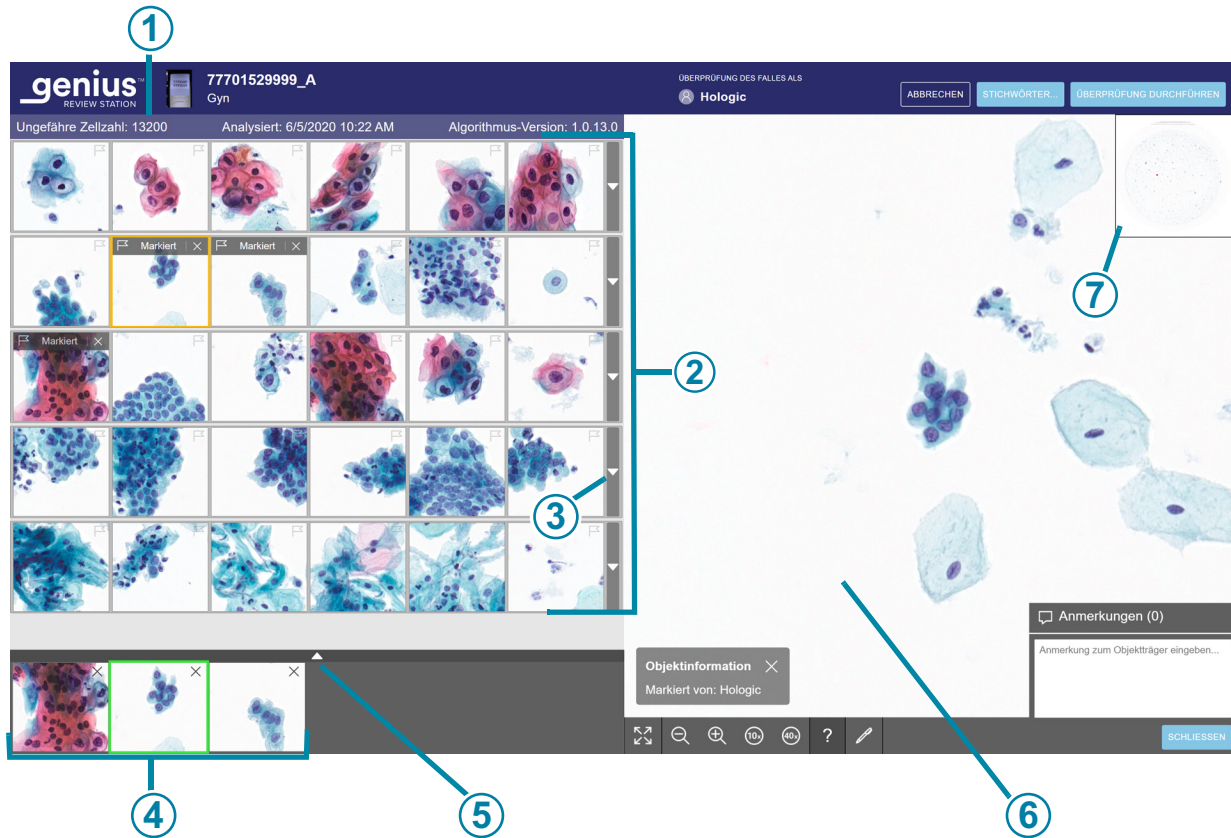 1
genius™
REVIEW STATION
77701529999_A
Gyn
ÜBERPRÜFUNG DES FALLES ALS
Hologic
ABBRECHEN
STICHWÖRTER...
ÜBERPRÜFUNG DURCHFÜHREN
Ungefähre Zellzahl: 13200
Analysiert: 6/5/2020 10:22 AM
Algorithmus-Version: 1.0.13.0
Markiert
Markiert
Markiert
2
3
7
Objektinformation
Markiert von: Hologic
Anmerkungen (0)
Anmerkung zum Objektträger eingeben...
10x
40x
?
SCHLIESSEN
4
5
6